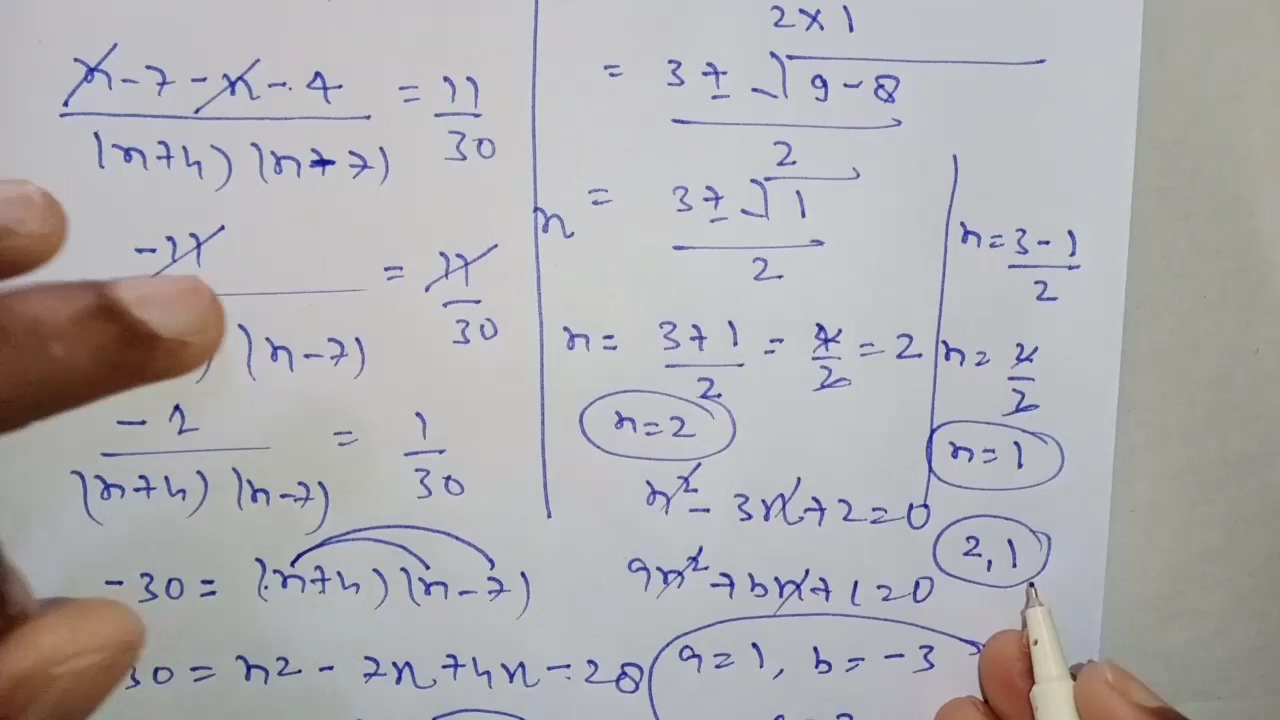 x - 7 - x - 4 / (x+4) (x-7) = 11/30
-11 / (x-7) = 11/30
-1 / (x+4) (x-7) = 1/30
-30 = (x+4) (x-7)
30 = x2 - 7x + 4x - 28
2 × 1
= 3 ± √9-8 / 2
x = 3 ± √1 / 2
x = 3+1 / 2 = 4/2 = 2
x = 2
x² - 3x + 2 = 0
ax² + bx + c = 0
a = 1, b = -3
x = 3-1 / 2
x = 2/2
x = 1
2, 1